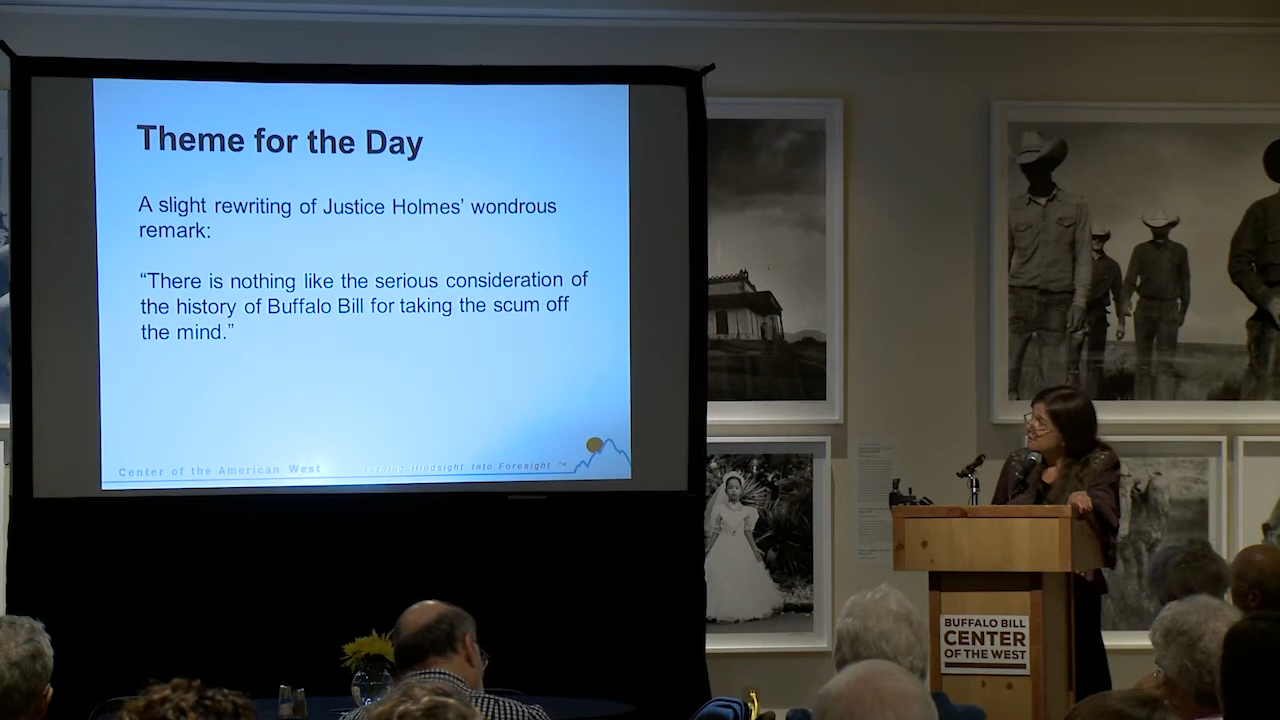 Theme for the Day
A slight rewriting of Justice Holmes’ wondrous
remark:
“There is nothing like the serious consideration of
the history of Buffalo Bill for taking the scum off
the mind.”
Center of the American West
Turning Hindsight Into Foresight ™
BUFFALO BILL
CENTER
OF THE WEST